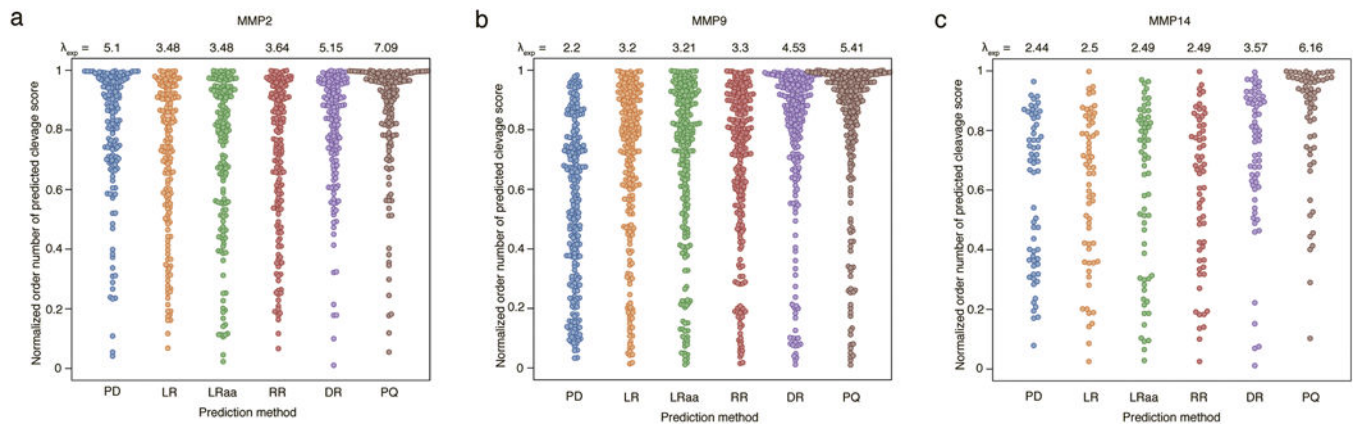 a
MMP2
λexp = 5.1 3.48 3.48 3.64 5.15 7.09
Normalized order number of predicted clevage score
1
0.8
0.6
0.4
0.2
0
PD LR LRaa RR DR PQ
Prediction method
b
MMP9
λexp = 2.2 3.2 3.21 3.3 4.53 5.41
Normalized order number of predicted cleavage score
1
0.8
0.6
0.4
0.2
0
PD LR LRaa RR DR PQ
Prediction method
c
MMP14
λexp = 2.44 2.5 2.49 2.49 3.57 6.16
Normalized order number of predicted cleavage score
1
0.8
0.6
0.4
0.2
0
PD LR LRaa RR DR PQ
Prediction method